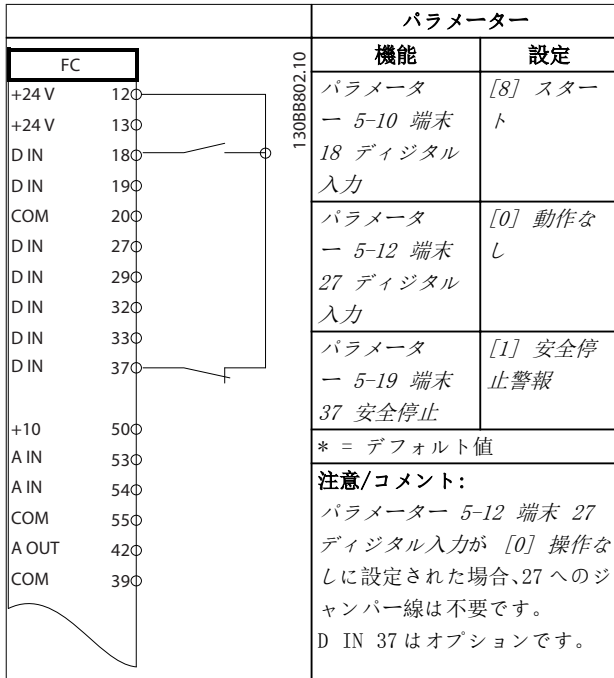 FC
+24 V 12
+24 V 13
D IN 18
D IN 19
COM 20
D IN 27
D IN 29
D IN 32
D IN 33
D IN 37
+10 50
A IN 53
A IN 54
COM 55
A OUT 42
COM 39
130BB802.10
パラメーター
機能 設定
パラメータ
ー 5-10 端末
18 ディジタル
入力
[8] スター
ト
パラメータ
ー 5-12 端末
27 ディジタル
入力
[0] 動作な
し
パラメータ
ー 5-19 端末
37 安全停止
[1] 安全停
止警報
* = デフォルト値
注意/コメント:
パラメーター 5-12 端末 27
ディジタル入力が [0] 操作な
しに設定された場合、27 へのジ
ャンパー線は不要です。
D IN 37 はオプションです。